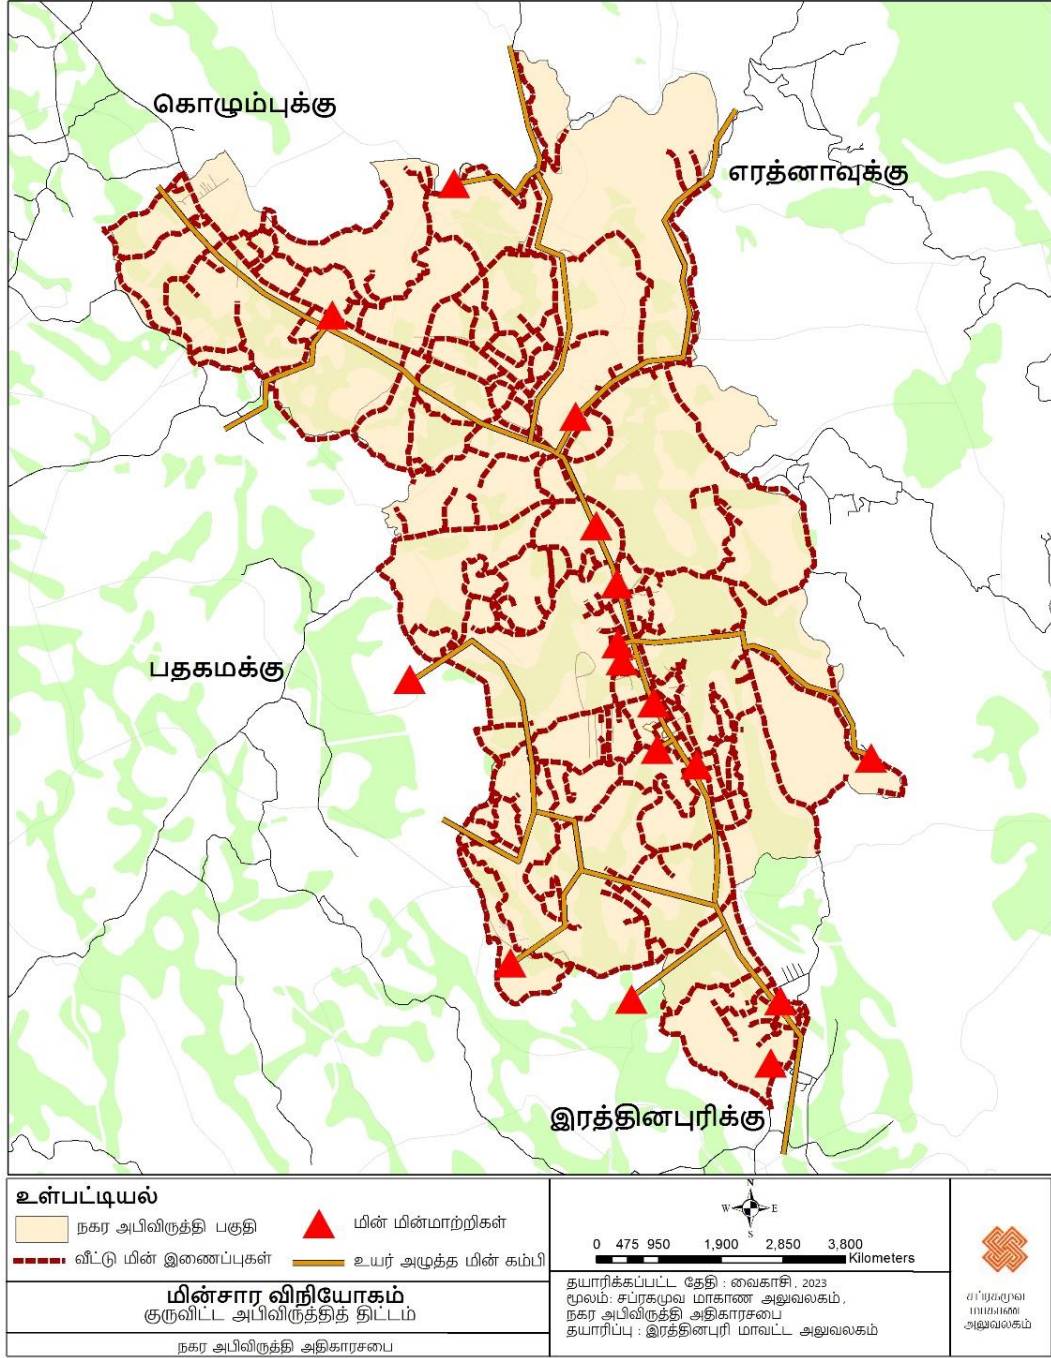 கொழும்புக்கு
எரத்னாவுக்கு
பதகமக்கு
இரத்தினபுரிக்கு
உள்பட்டியல்
நகர அபிவிருத்தி பகுதி
மின் மின்மாற்றிகள்
வீட்டு மின் இணைப்புகள்
உயர் அழுத்த மின் கம்பி
மின்சார விநியோகம்
குருவிட்ட அபிவிருத்தித் திட்டம்
நகர அபிவிருத்தி அதிகாரசபை
N
W E
S
0 475 950 1,900 2,850 3,800
Kilometers
தயாரிக்கப்பட்ட தேதி : வைகாசி, 2023
மூலம்: சப்ரகமுவ மாகாண அலுவலகம்,
நகர அபிவிருத்தி அதிகாரசபை
தயாரிப்பு : இரத்தினபுரி மாவட்ட அலுவலகம்
சப்ரகமுவ
மாகாண
அலுவலகம்